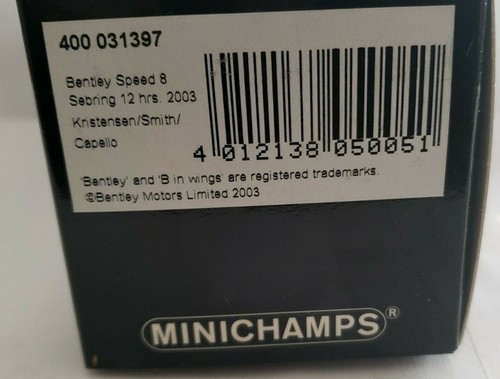 400 031397
Bentley Speed 8
Sebring 12 hrs. 2003
Kristensen/Smith/
Capello
4 012138 050051
'Bentley' and 'B in wings' are registered trademarks.
©Bentley Motors Limited 2003
MINICHAMPS®